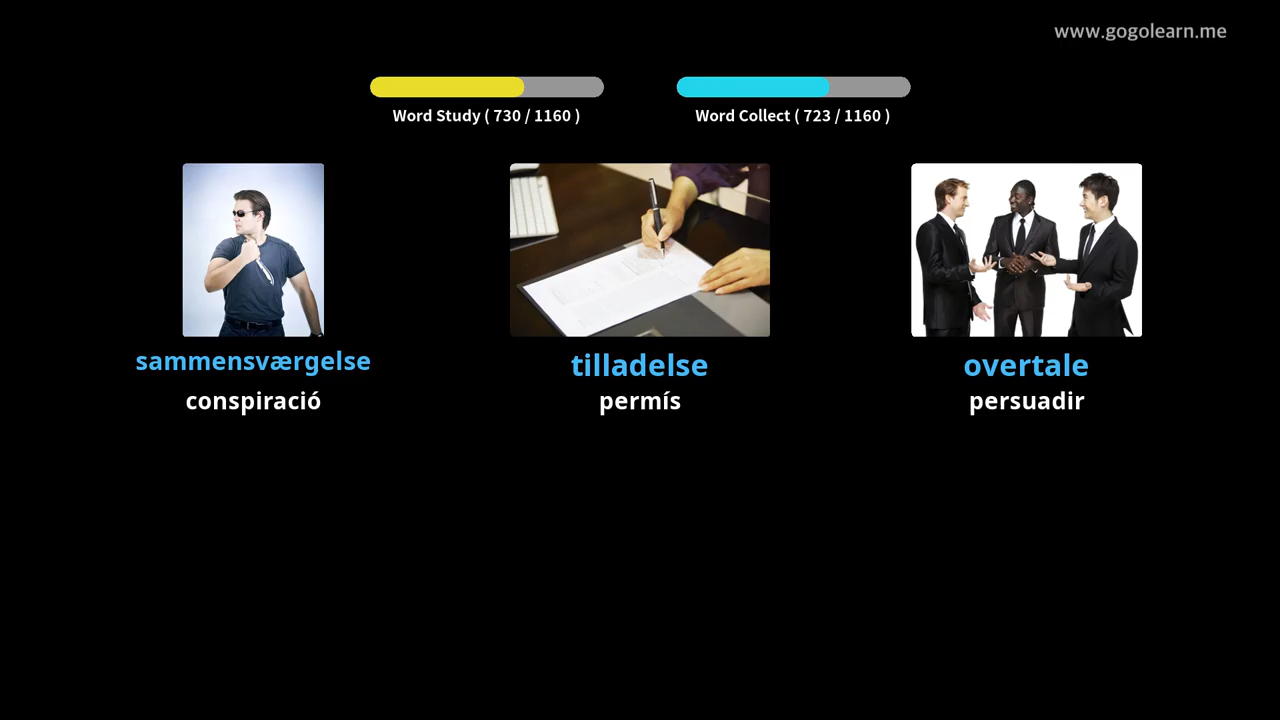 www.gogolearn.me
Word Study ( 730 / 1160 )
Word Collect ( 723 / 1160 )
sammensværgelse
conspiració
tilladelse
permís
overtale
persuadir